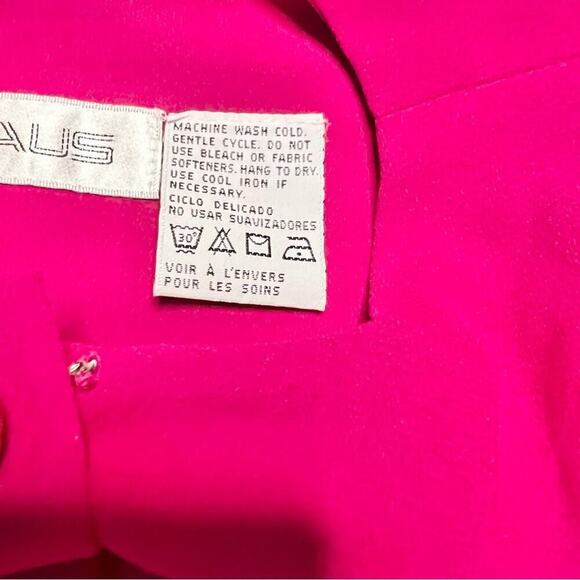 AUS
MACHINE WASH COLD.
GENTLE CYCLE. DO NOT
USE BLEACH OR FABRIC
SOFTENERS. HANG TO DRY.
USE COOL IRON IF
NECESSARY.
CICLO DELICADO
NO USAR SUAVIZADORES
30°
VOIR À L'ENVERS
POUR LES SOINS